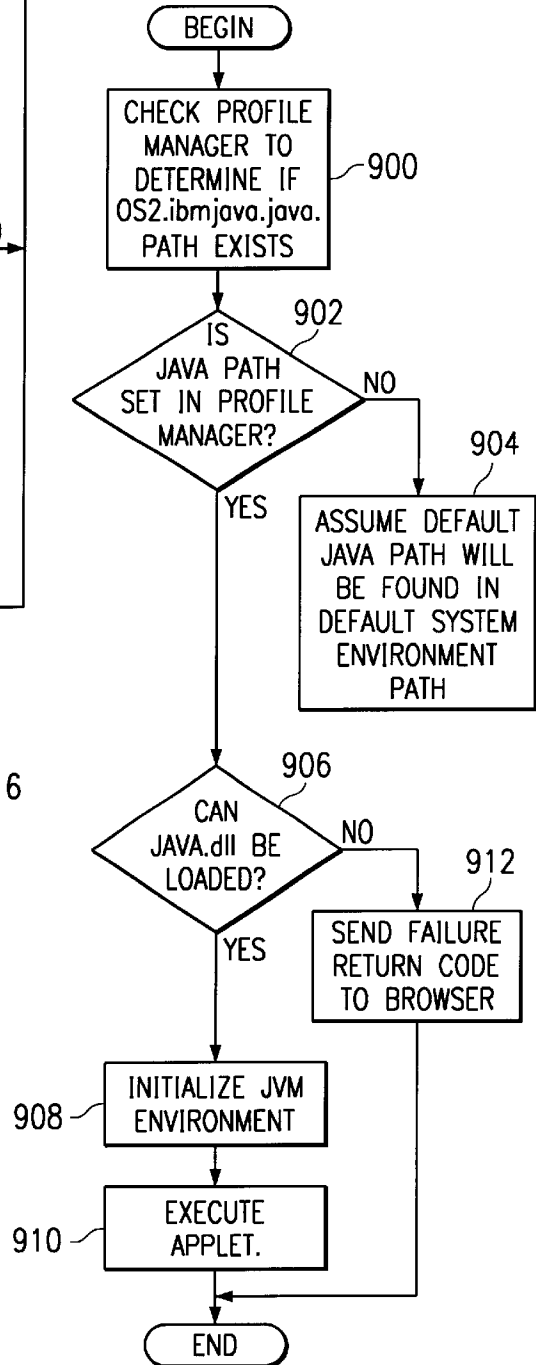 BEGIN
CHECK PROFILE
MANAGER TO
DETERMINE IF
OS2.ibmjava.java.
PATH EXISTS
900
902
IS
JAVA PATH
SET IN PROFILE
MANAGER?
NO
YES
904
ASSUME DEFAULT
JAVA PATH WILL
BE FOUND IN
DEFAULT SYSTEM
ENVIRONMENT
PATH
6
906
CAN
JAVA.dll BE
LOADED?
NO
YES
912
SEND FAILURE
RETURN CODE
TO BROWSER
908
INITIALIZE JVM
ENVIRONMENT
910
EXECUTE
APPLET.
END